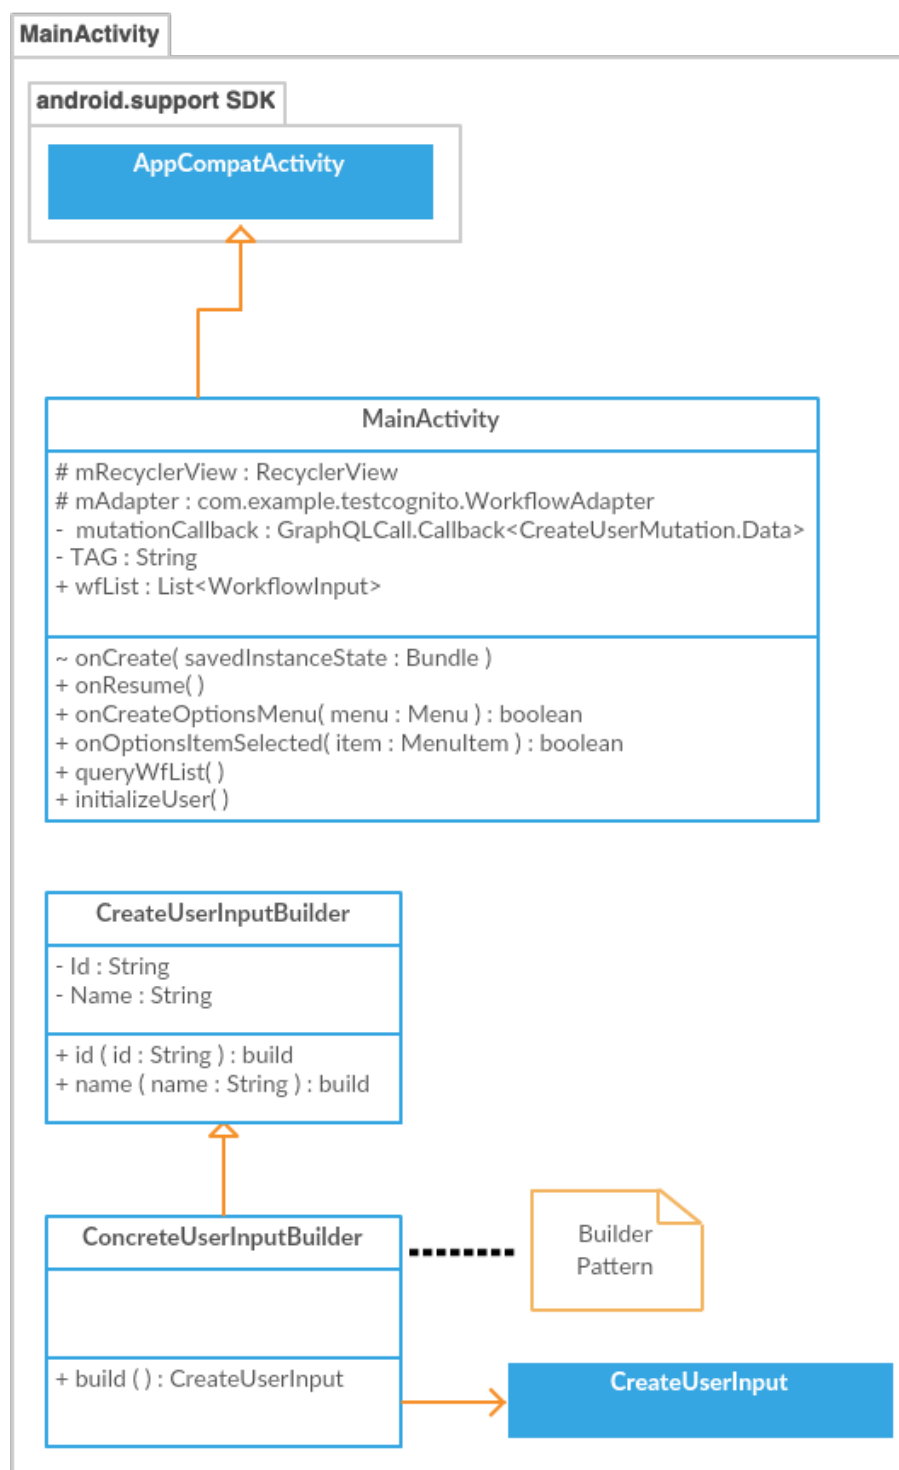 MainActivity
android.support SDK
AppCompatActivity
MainActivity
# mRecyclerView : RecyclerView
# mAdapter : com.example.testcognito.WorkflowAdapter
- mutationCallback : GraphQLCall.Callback<CreateUserMutation.Data>
- TAG : String
+ wfList : List<WorkflowInput>
~ onCreate( savedInstanceState : Bundle )
+ onResume( )
+ onCreateOptionsMenu( menu : Menu ) : boolean
+ onOptionsItemSelected( item : MenuItem ) : boolean
+ queryWfList( )
+ initializeUser( )
CreateUserInputBuilder
- Id : String
- Name : String
+ id ( id : String ) : build
+ name ( name : String ) : build
ConcreteUserInputBuilder
Builder
Pattern
+ build ( ) : CreateUserInput
CreateUserInput